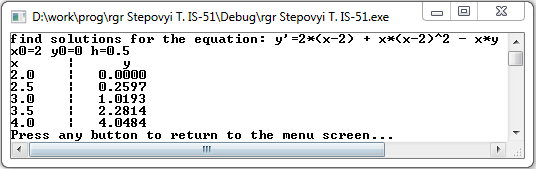 D:\work\prog\rgr Stepovyi T. IS-51\Debug\rgr Stepovyi T. IS-51.exe
find solutions for the equation: y'=2*(x-2) + x*(x-2)^2 - x*y
x0=2 y0=0 h=0.5
x ¦ y
2.0 ¦ 0.0000
2.5 ¦ 0.2597
3.0 ¦ 1.0193
3.5 ¦ 2.2814
4.0 ¦ 4.0484
Press any button to return to the menu screen...